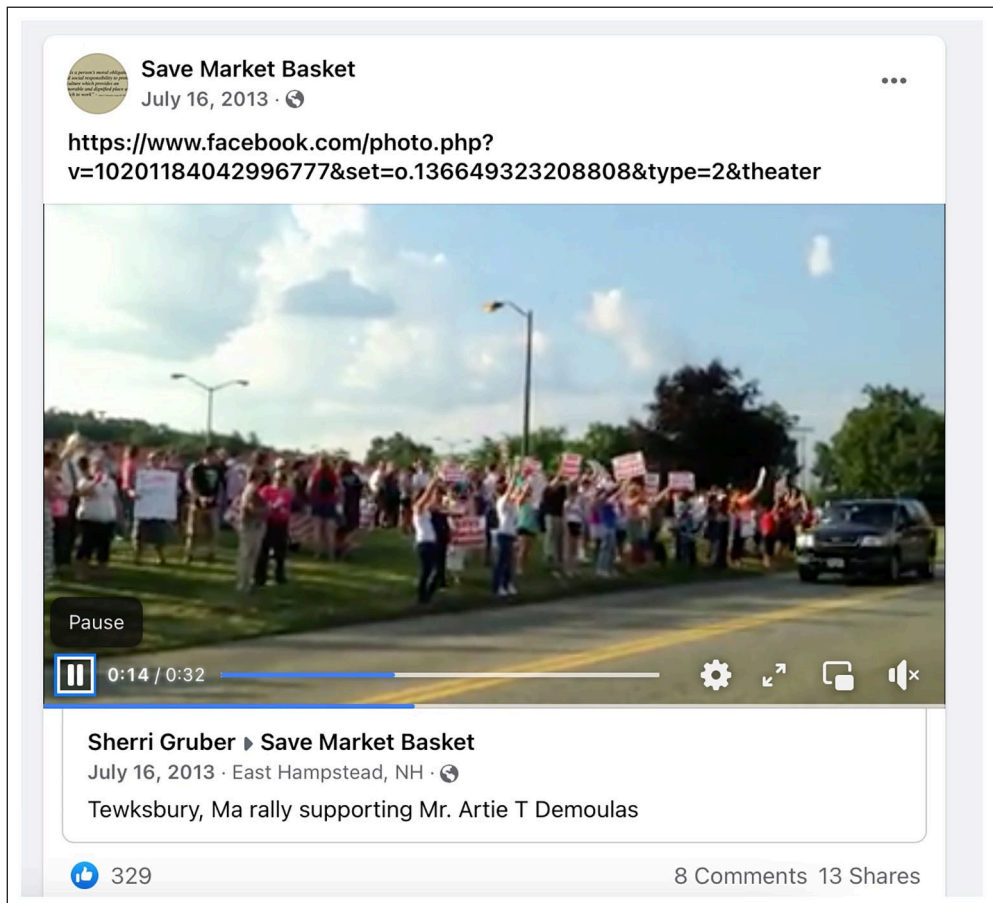 Save Market Basket
July 16, 2013 ·
https://www.facebook.com/photo.php?
v=10201184042996777&set=o.136649323208808&type=2&theater
Pause
0:14 / 0:32
Sherri Gruber Save Market Basket
July 16, 2013 · East Hampstead, NH ·
Tewksbury, Ma rally supporting Mr. Artie T Demoulas
329
8 Comments 13 Shares